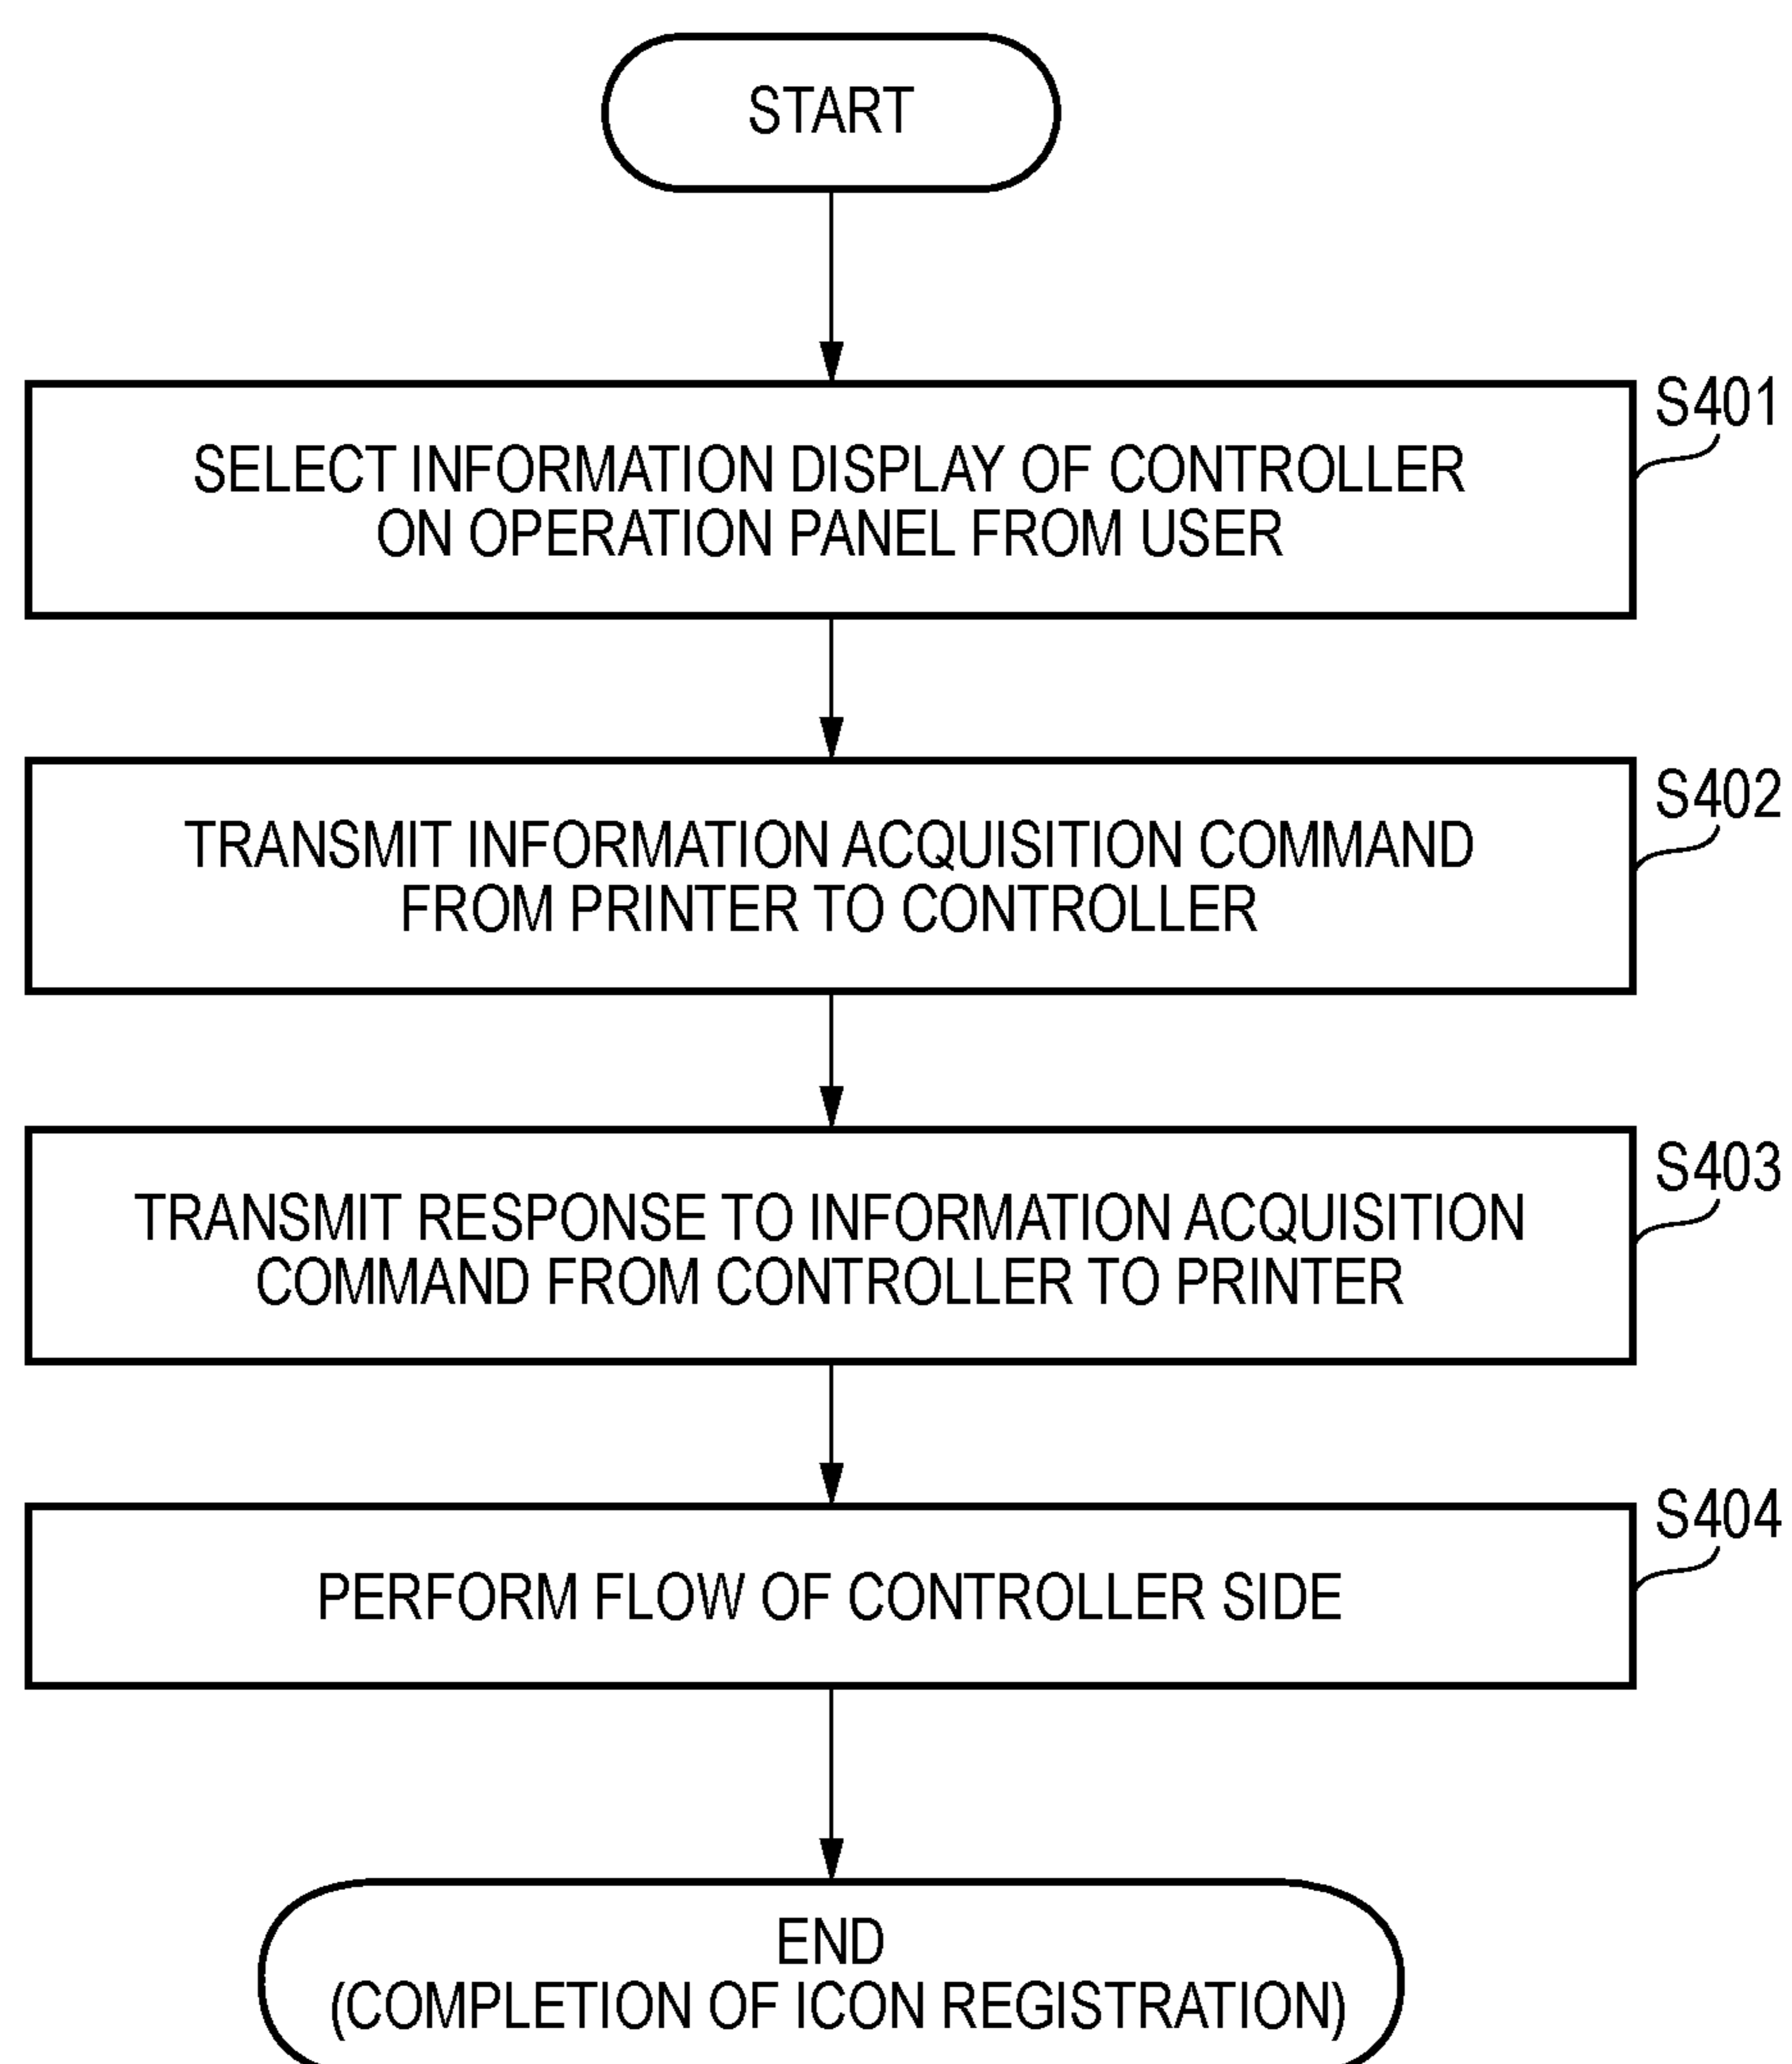 START
S401
SELECT INFORMATION DISPLAY OF CONTROLLER
ON OPERATION PANEL FROM USER
S402
TRANSMIT INFORMATION ACQUISITION COMMAND
FROM PRINTER TO CONTROLLER
S403
TRANSMIT RESPONSE TO INFORMATION ACQUISITION
COMMAND FROM CONTROLLER TO PRINTER
S404
PERFORM FLOW OF CONTROLLER SIDE
END
(COMPLETION OF ICON REGISTRATION)